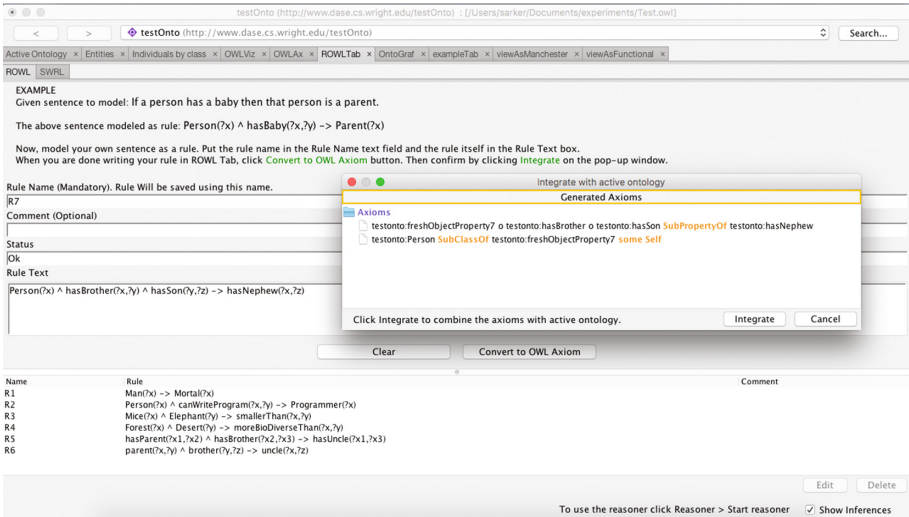 testOnto (http://www.dase.cs.wright.edu/testOnto) : [/Users/sarker/Documents/experiments/Test.owl]
< > testOnto (http://www.dase.cs.wright.edu/testOnto) Search...
Active Ontology × Entities × Individuals by class × OWLViz × OWLAx × ROWLTab × OntoGraf × exampleTab × viewAsManchester × viewAsFunctional ×
ROWL SWRL
EXAMPLE
Given sentence to model: If a person has a baby then that person is a parent.
The above sentence modeled as rule: Person(?x) ^ hasBaby(?x,?y) -> Parent(?x)
Now, model your own sentence as a rule. Put the rule name in the Rule Name text field and the rule itself in the Rule Text box.
When you are done writing your rule in ROWL Tab, click Convert to OWL Axiom button. Then confirm by clicking Integrate on the pop-up window.
Rule Name (Mandatory). Rule Will be saved using this name.
R7
Comment (Optional)
Status
Ok
Rule Text
Person(?x) ^ hasBrother(?x,?y) ^ hasSon(?y,?z) -> hasNephew(?x,?z)
Integrate with active ontology
Generated Axioms
Axioms
testonto:freshObjectProperty7 o testonto:hasBrother o testonto:hasSon SubPropertyOf testonto:hasNephew
testonto:Person SubClassOf testonto:freshObjectProperty7 some Self
Click Integrate to combine the axioms with active ontology. Integrate Cancel
Clear Convert to OWL Axiom
Name Rule Comment
R1 Man(?x) -> Mortal(?x)
R2 Person(?x) ^ canWriteProgram(?x,?y) -> Programmer(?x)
R3 Mice(?x) ^ Elephant(?y) -> smallerThan(?x,?y)
R4 Forest(?x) ^ Desert(?y) -> moreBioDiverseThan(?x,?y)
R5 hasParent(?x1,?x2) ^ hasBrother(?x2,?x3) -> hasUncle(?x1,?x3)
R6 parent(?x,?y) ^ brother(?y,?z) -> uncle(?x,?z)
Edit Delete
To use the reasoner click Reasoner > Start reasoner Show Inferences